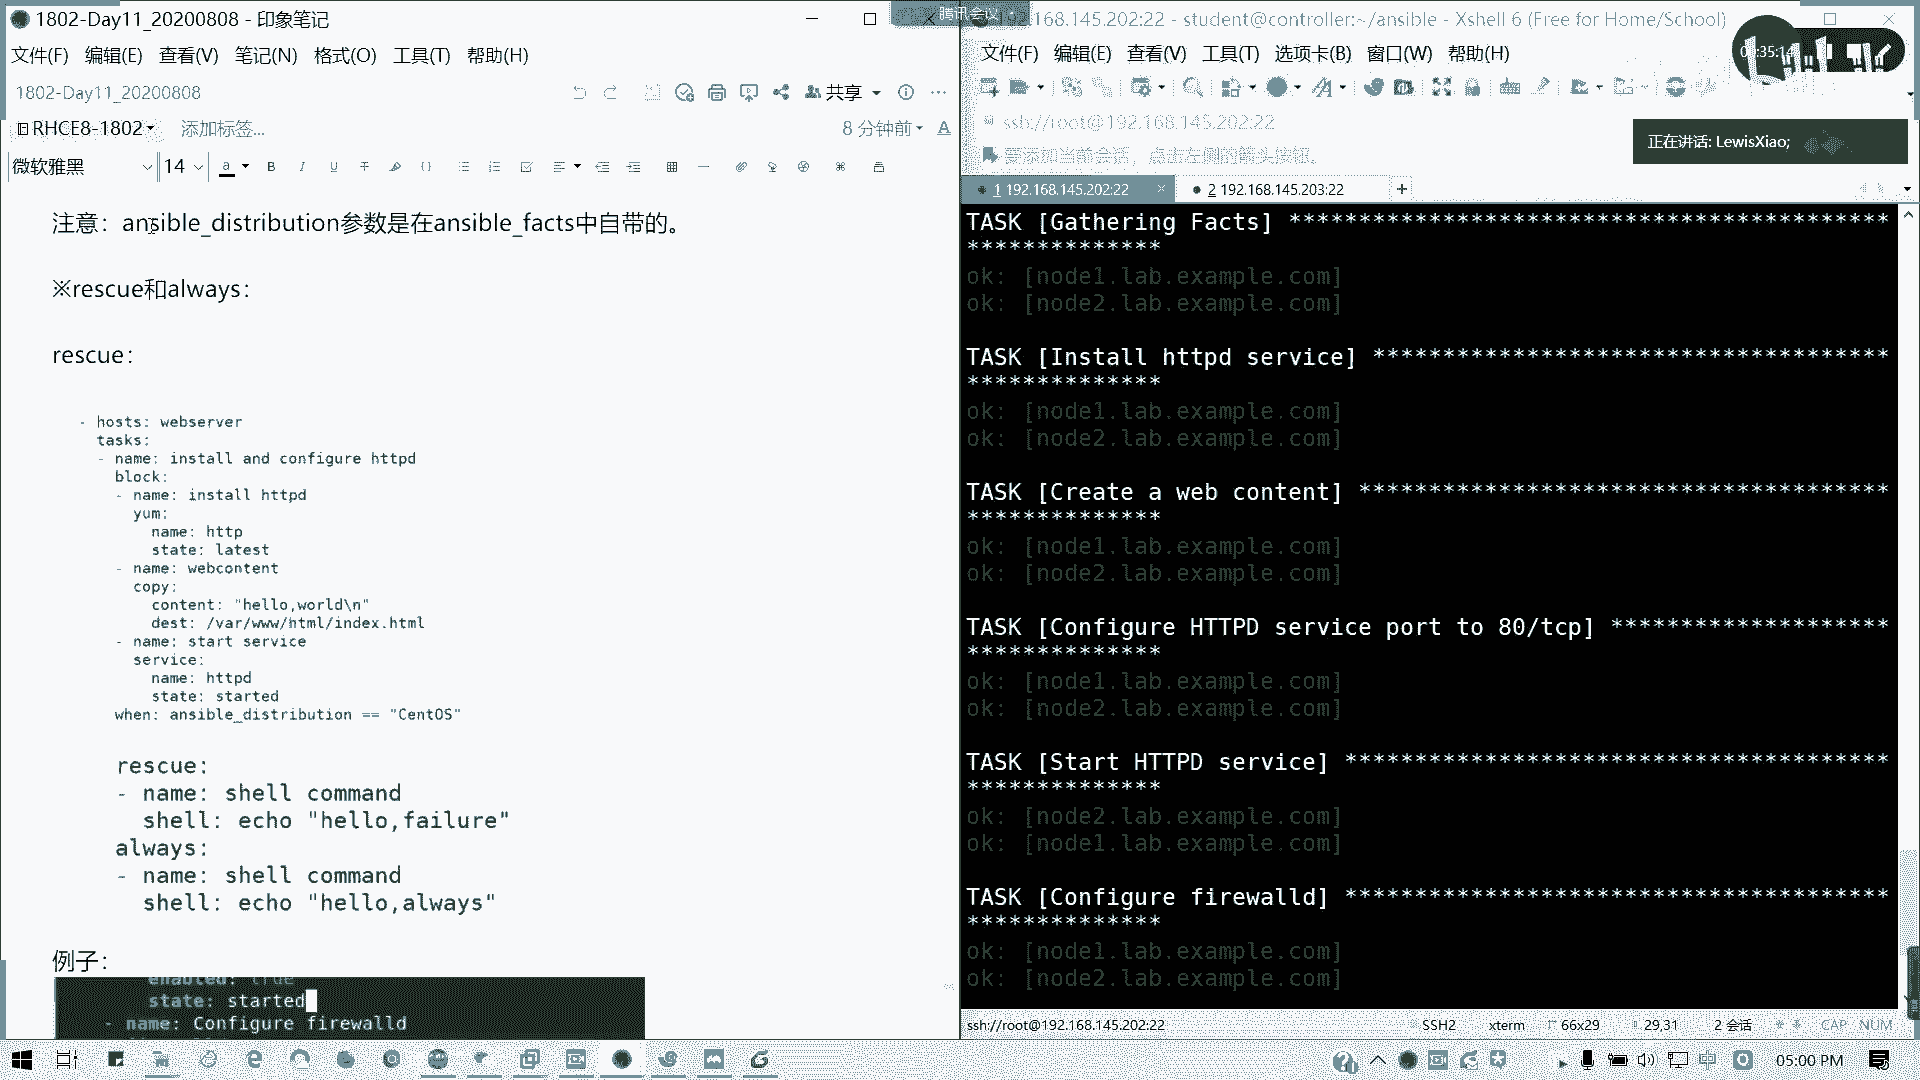 1802-Day11_20200808 - 印象笔记
文件(F) 编辑(E) 查看(V) 笔记(N) 格式(O) 工具(T) 帮助(H)
1802-Day11_20200808
共享
RHCE8-1802
添加标签...
8 分钟前
微软雅黑
14
注意：ansible_distribution参数是在ansible_facts中自带的。
※rescue和always：
rescue：
- hosts: webserver
tasks:
- name: install and configure httpd
block:
- name: install httpd
yum:
name: http
state: latest
- name: webcontent
copy:
content: "hello,world\n"
dest: /var/www/html/index.html
- name: start service
service:
name: httpd
state: started
when: ansible_distribution == "CentOS"
rescue:
- name: shell command
shell: echo "hello,failure"
always:
- name: shell command
shell: echo "hello,always"
例子：
enabled: true
state: started
- name: Configure firewalld
腾讯会议
192.168.145.202:22 - student@controller:~/ansible - Xshell 6 (Free for Home/School)
文件(F) 编辑(E) 查看(V) 工具(T) 选项卡(B) 窗口(W) 帮助(H)
ssh://root@192.168.145.202:22
要添加当前会话，点击左侧的箭头按钮。
正在讲话: LewisXiao;
1 192.168.145.202:22
2 192.168.145.203:22
TASK [Gathering Facts] *******************************************
**************
ok: [node1.lab.example.com]
ok: [node2.lab.example.com]
TASK [Install httpd service] *************************************
**************
ok: [node1.lab.example.com]
ok: [node2.lab.example.com]
TASK [Create a web content] **************************************
**************
ok: [node1.lab.example.com]
ok: [node2.lab.example.com]
TASK [Configure HTTPD service port to 80/tcp] ********************
**************
ok: [node1.lab.example.com]
ok: [node2.lab.example.com]
TASK [Start HTTPD service] ***************************************
**************
ok: [node2.lab.example.com]
ok: [node1.lab.example.com]
TASK [Configure firewalld] ***************************************
**************
ok: [node1.lab.example.com]
ok: [node2.lab.example.com]
ssh://root@192.168.145.202:22
SSH2
xterm
66x29
29,31
2 会话
CAP NUM
05:00 PM